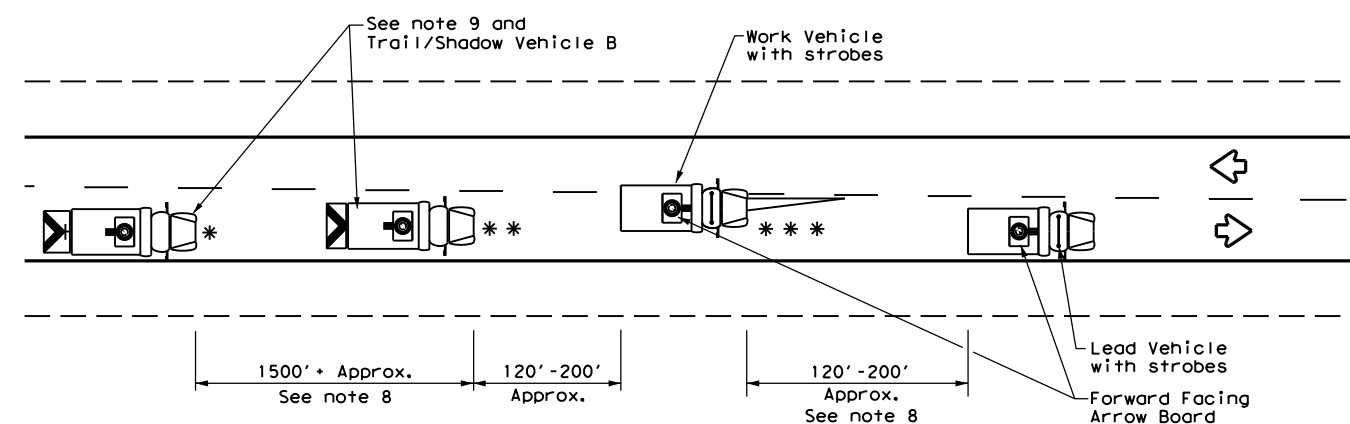 See note 9 and
Trail/Shadow Vehicle B
Work Vehicle
with strobes
*
* *
* * *
1500'+ Approx.
See note 8
120'-200'
Approx.
120'-200'
Approx.
See note 8
Lead Vehicle
with strobes
Forward Facing
Arrow Board